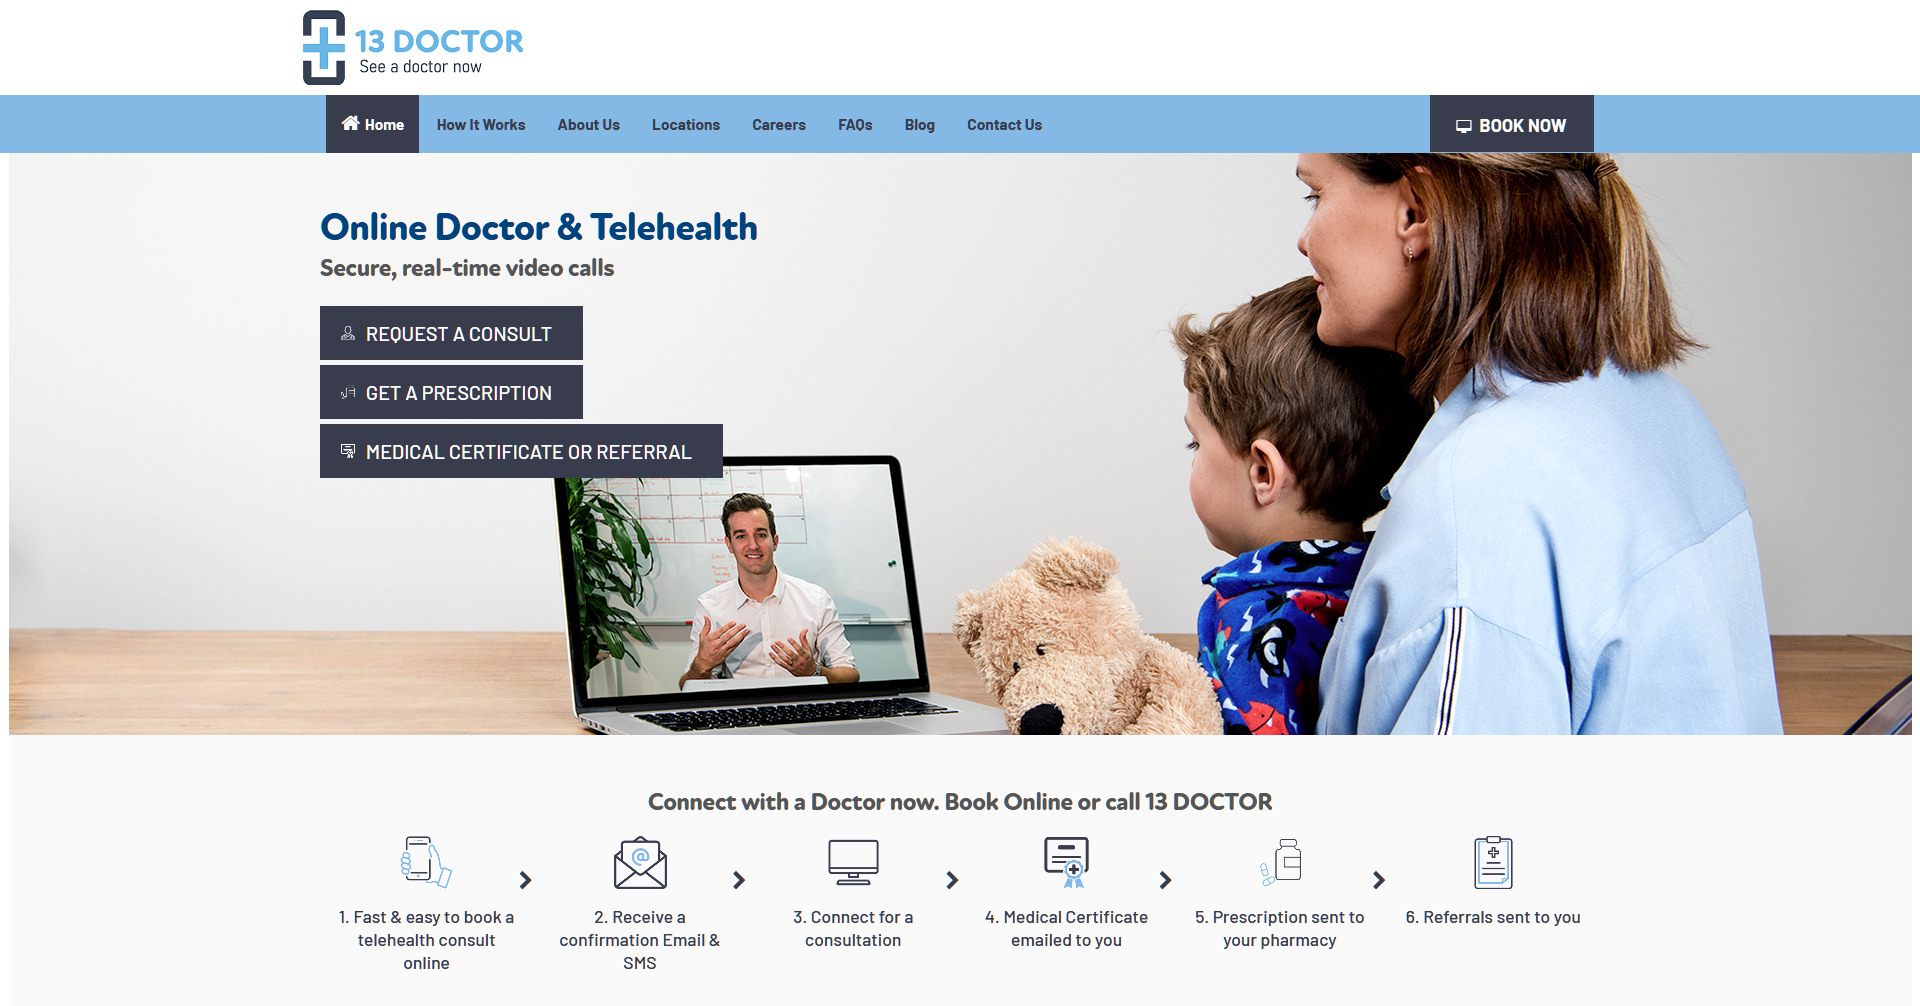 13 DOCTOR
See a doctor now
Home
How It Works
About Us
Locations
Careers
FAQs
Blog
Contact Us
BOOK NOW
Online Doctor & Telehealth
Secure, real-time video calls
REQUEST A CONSULT
GET A PRESCRIPTION
MEDICAL CERTIFICATE OR REFERRAL
Connect with a Doctor now. Book Online or call 13 DOCTOR
1. Fast & easy to book a
telehealth consult
online
2. Receive a
confirmation Email &
SMS
3. Connect for a
consultation
4. Medical Certificate
emailed to you
5. Prescription sent to
your pharmacy
6. Referrals sent to you